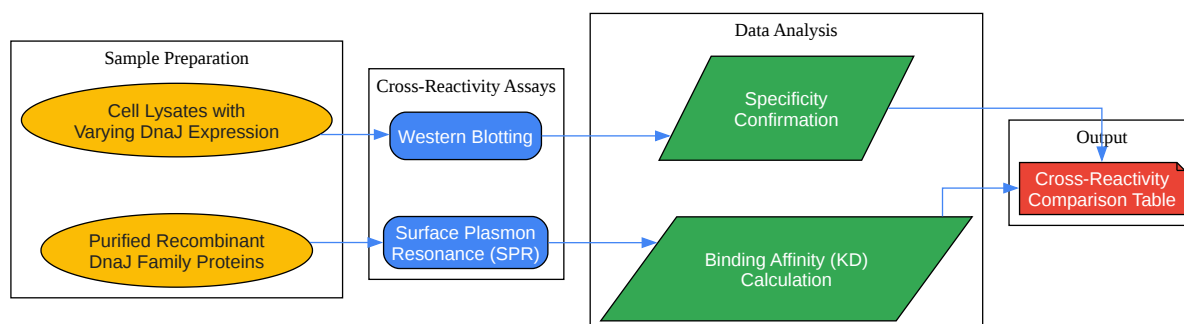 Sample Preparation
Cell Lysates with
Varying DnaJ Expression
Purified Recombinant
DnaJ Family Proteins
Cross-Reactivity Assays
Western Blotting
Surface Plasmon
Resonance (SPR)
Data Analysis
Specificity
Confirmation
Binding Affinity (KD)
Calculation
Output
Cross-Reactivity
Comparison Table